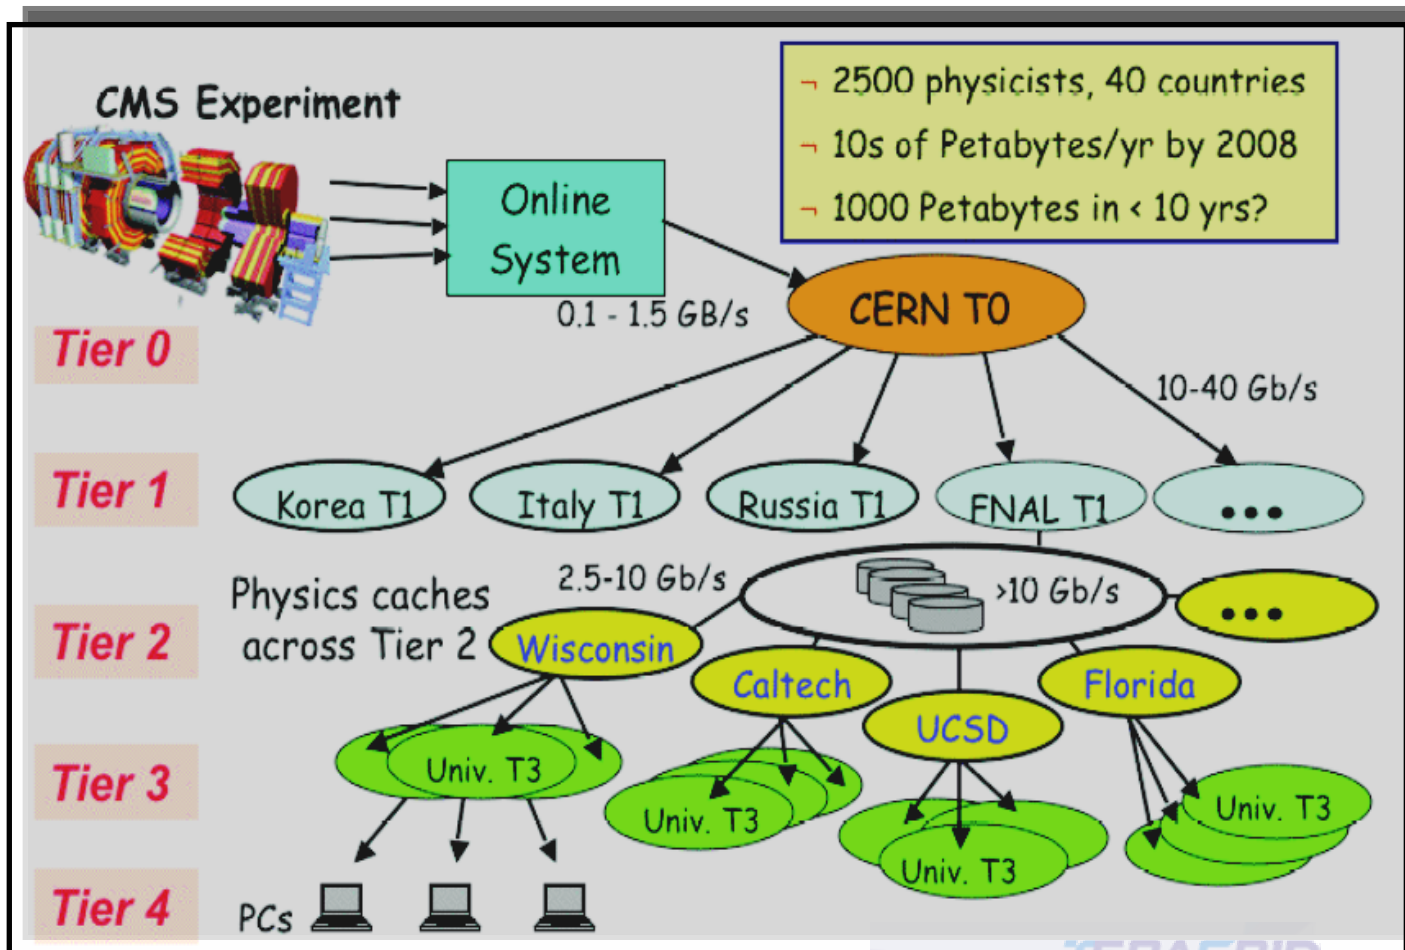 CMS Experiment
¬ 2500 physicists, 40 countries
¬ 10s of Petabytes/yr by 2008
¬ 1000 Petabytes in < 10 yrs?
Online
System
0.1 - 1.5 GB/s
CERN T0
Tier 0
10-40 Gb/s
Tier 1
Korea T1
Italy T1
Russia T1
FNAL T1
•••
2.5-10 Gb/s
>10 Gb/s
•••
Physics caches
across Tier 2
Tier 2
Wisconsin
Caltech
UCSD
Florida
Tier 3
Univ. T3
Univ. T3
Univ. T3
Univ. T3
Tier 4
PCs